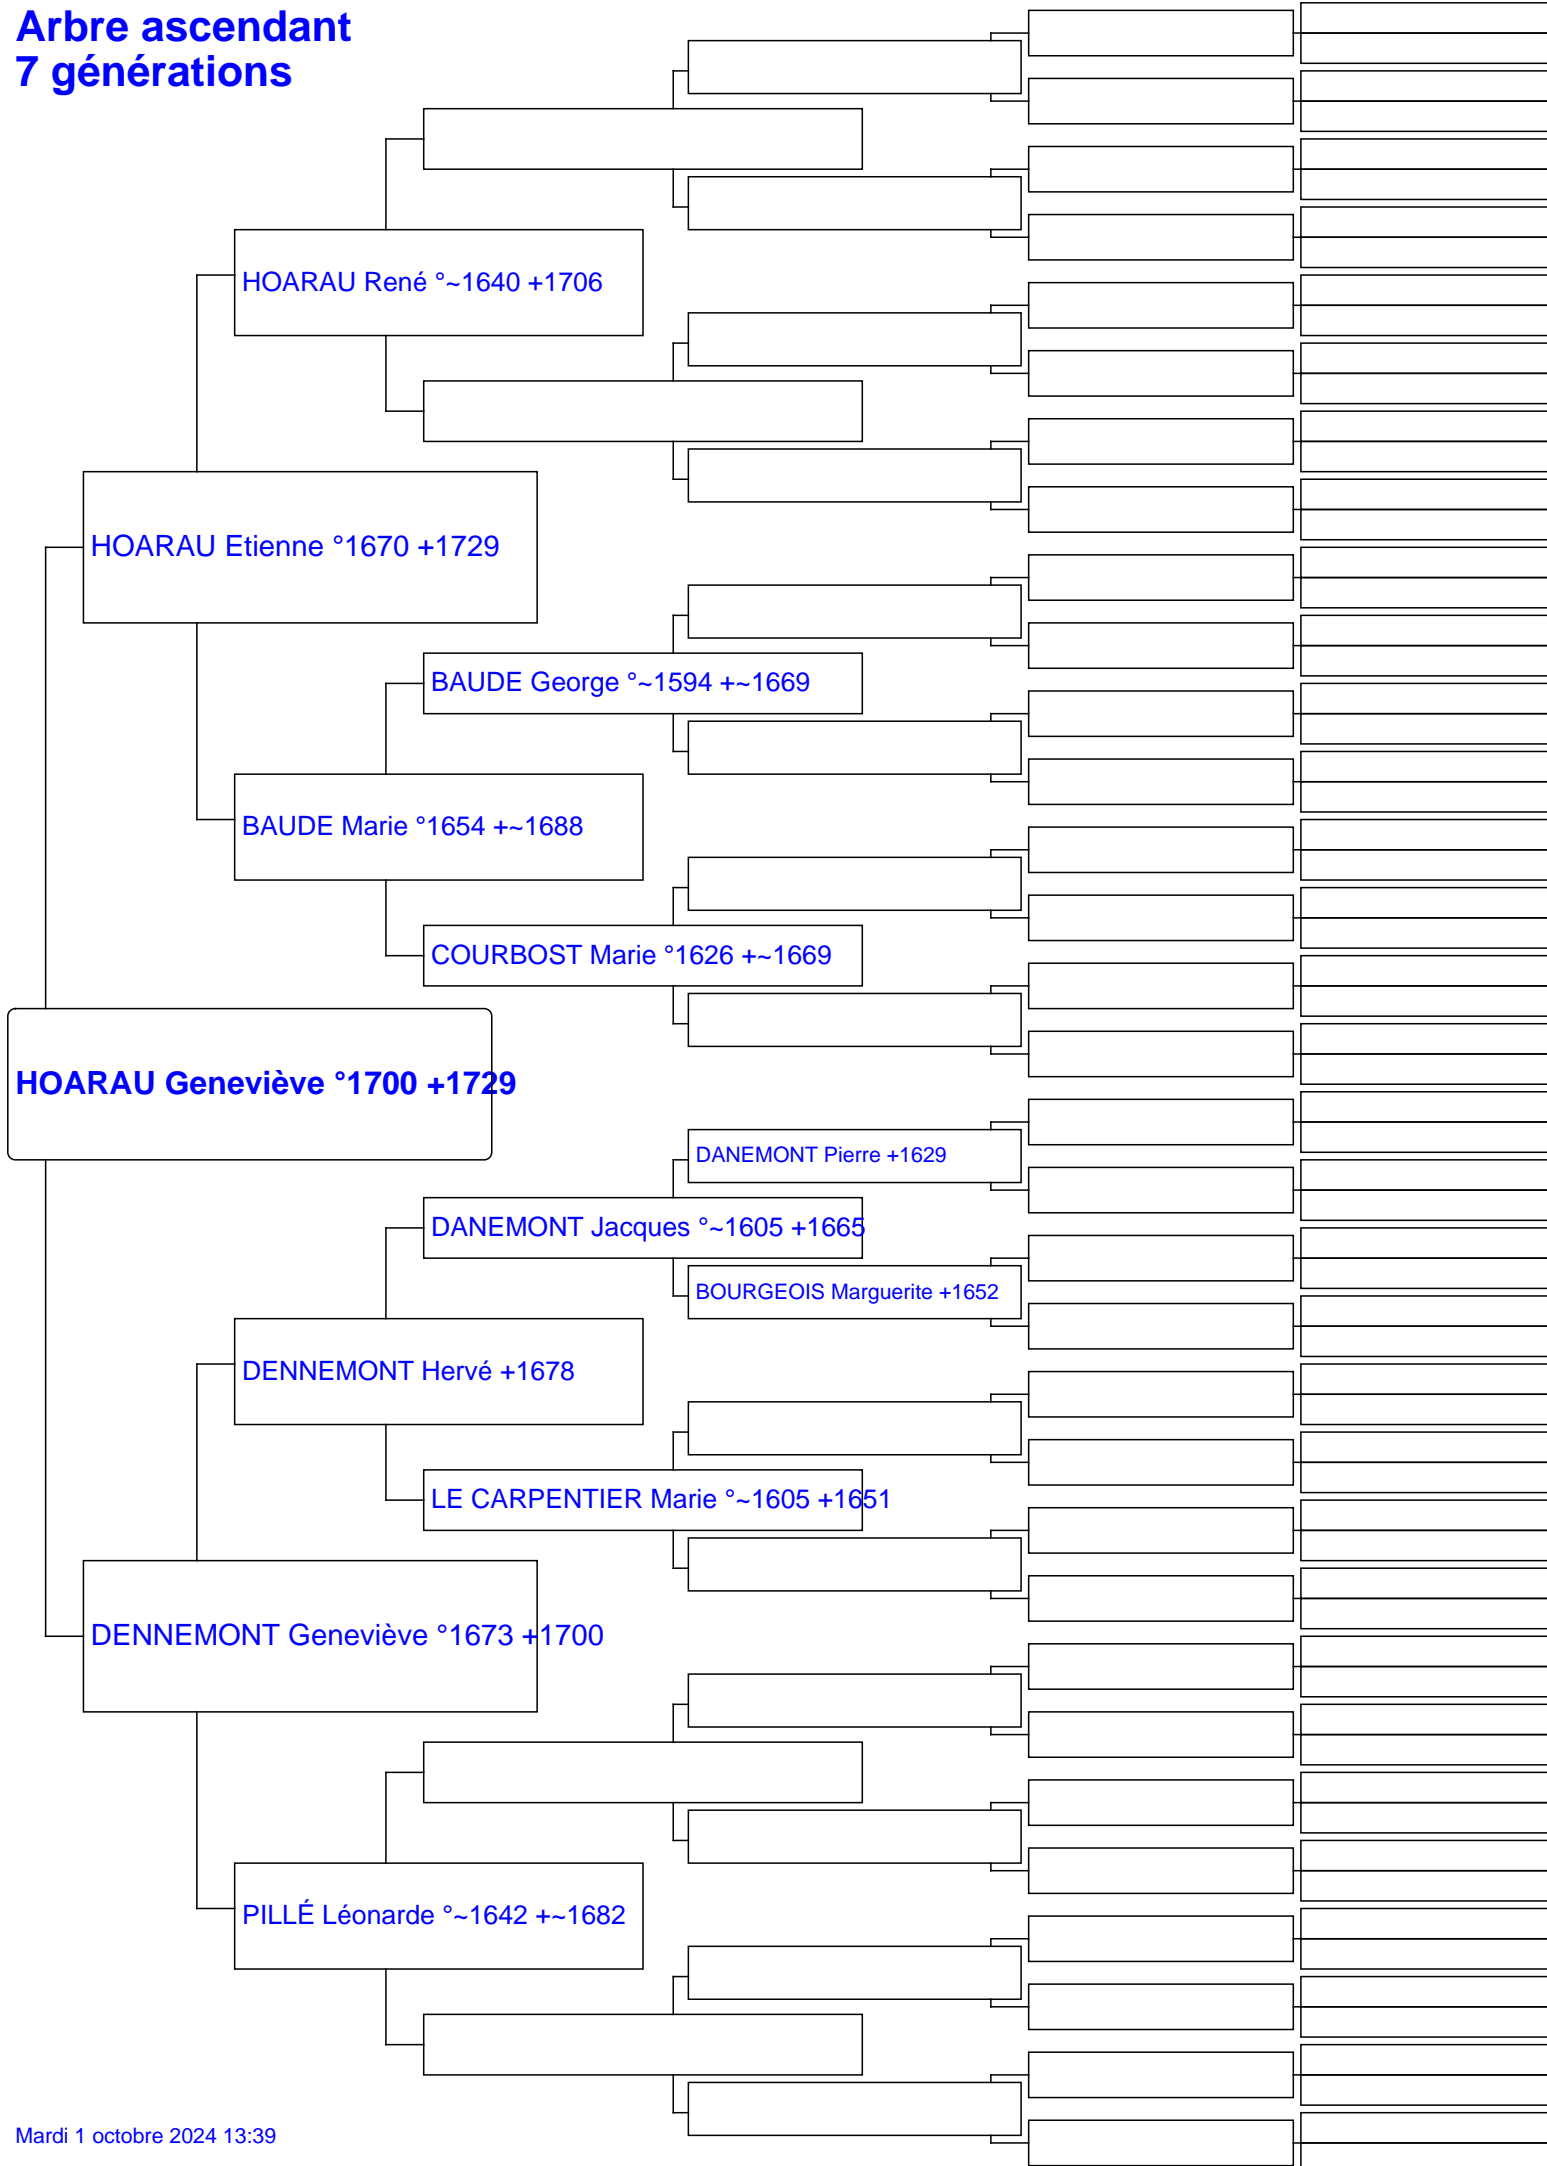 Arbre ascendant
7 générations
HOARAU René °~1640 +1706
HOARAU Etienne °1670 +1729
BAUDE George °~1594 +~1669
BAUDE Marie °1654 +~1688
COURBOST Marie °1626 +~1669
HOARAU Geneviève °1700 +1729
DANEMONT Pierre +1629
DANEMONT Jacques °~1605 +1665
BOURGEOIS Marguerite +1652
DENNEMONT Hervé +1678
LE CARPENTIER Marie °~1605 +1651
DENNEMONT Geneviève °1673 +1700
PILLÉ Léonarde °~1642 +~1682
Mardi 1 octobre 2024 13:39